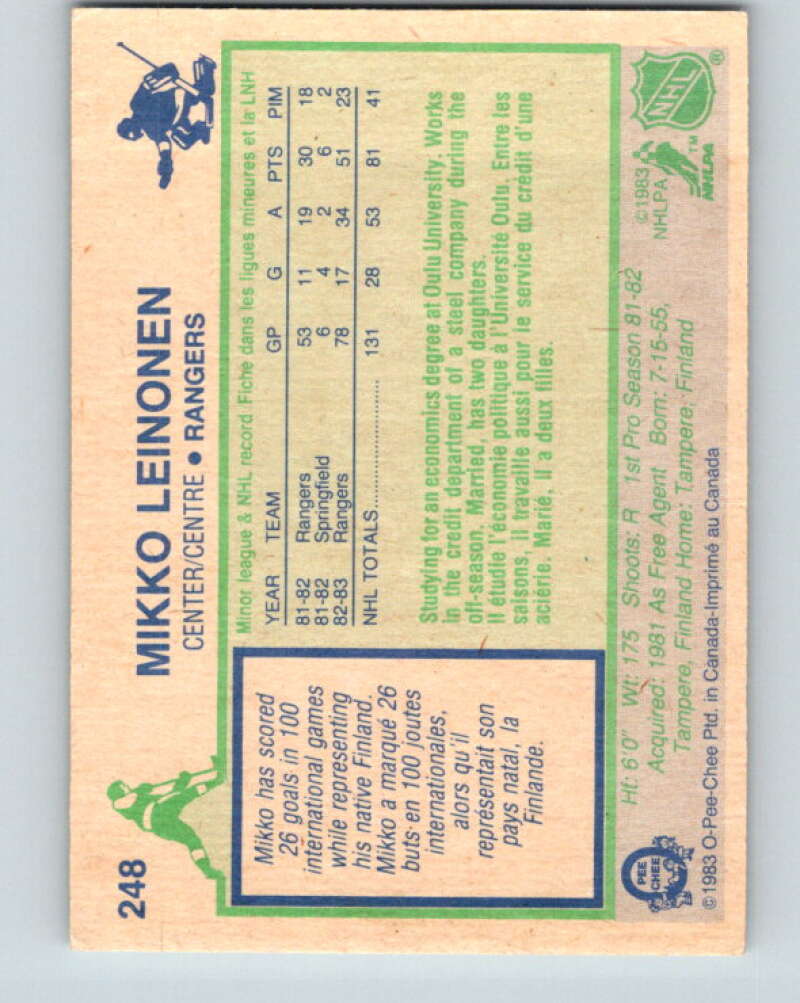 248
MIKKO LEINONEN
CENTER/CENTRE • RANGERS
Mikko has scored
26 goals in 100
international games
while representing
his native Finland.
Mikko a marqué 26
buts en 100 joutes
internationales,
alors qu'il
représentait son
pays natal, la
Finlande.
Minor league & NHL record Fiche dans les ligues mineures et la LNH
YEAR TEAM GP G A PTS PIM
81-82 Rangers 53 11 19 30 18
81-82 Springfield 6 4 2 6 2
82-83 Rangers 78 17 34 51 23
NHL TOTALS 131 28 53 81 41
Studying for an economics degree at Oulu University. Works
in the credit department of a steel company during the
off-season. Married, has two daughters.
Il étudie l'économie politique à l'Université Oulu. Entre les
saisons, il travaille aussi pour le service du crédit d'une
aciérie. Marié, il a deux filles.
Ht: 6'0" Wt: 175 Shoots: R 1st Pro Season 81-82
Acquired: 1981 As Free Agent Born: 7-15-55,
Tampere, Finland Home: Tampere, Finland
©1983
NHLPA
NHL
®
TM
NHLPA
O
PEE
CHEE
©1983 O-Pee-Chee Ptd. in Canada-Imprimé au Canada